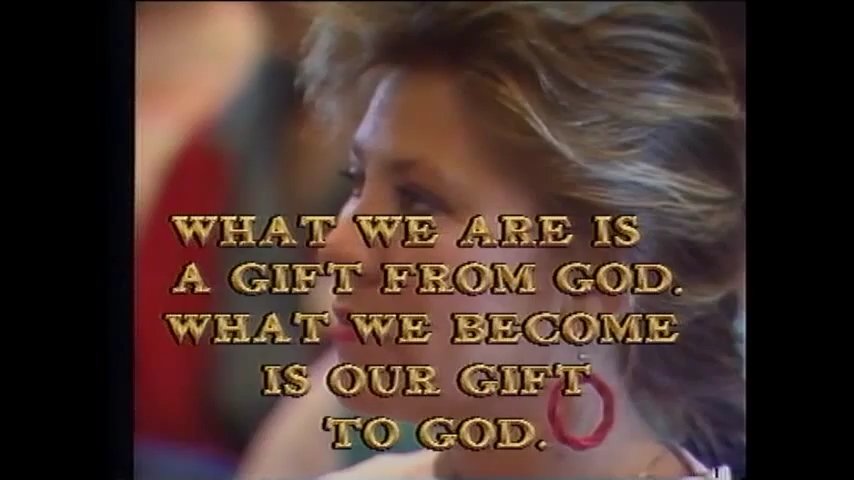 WHAT WE ARE IS
A GIFT FROM GOD.
WHAT WE BECOME
IS OUR GIFT
TO GOD.